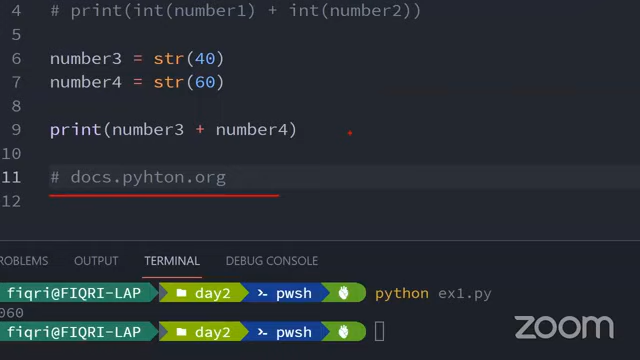 4 # print(int(number1) + int(number2))
6 number3 = str(40)
7 number4 = str(60)
8
9 print(number3 + number4)
10
11 # docs.pyhton.org
12
ROBLEMS OUTPUT TERMINAL DEBUG CONSOLE
fiqri@FIQRI-LAP day2 pwsh python ex1.py
060
fiqri@FIQRI-LAP day2 pwsh
zoom